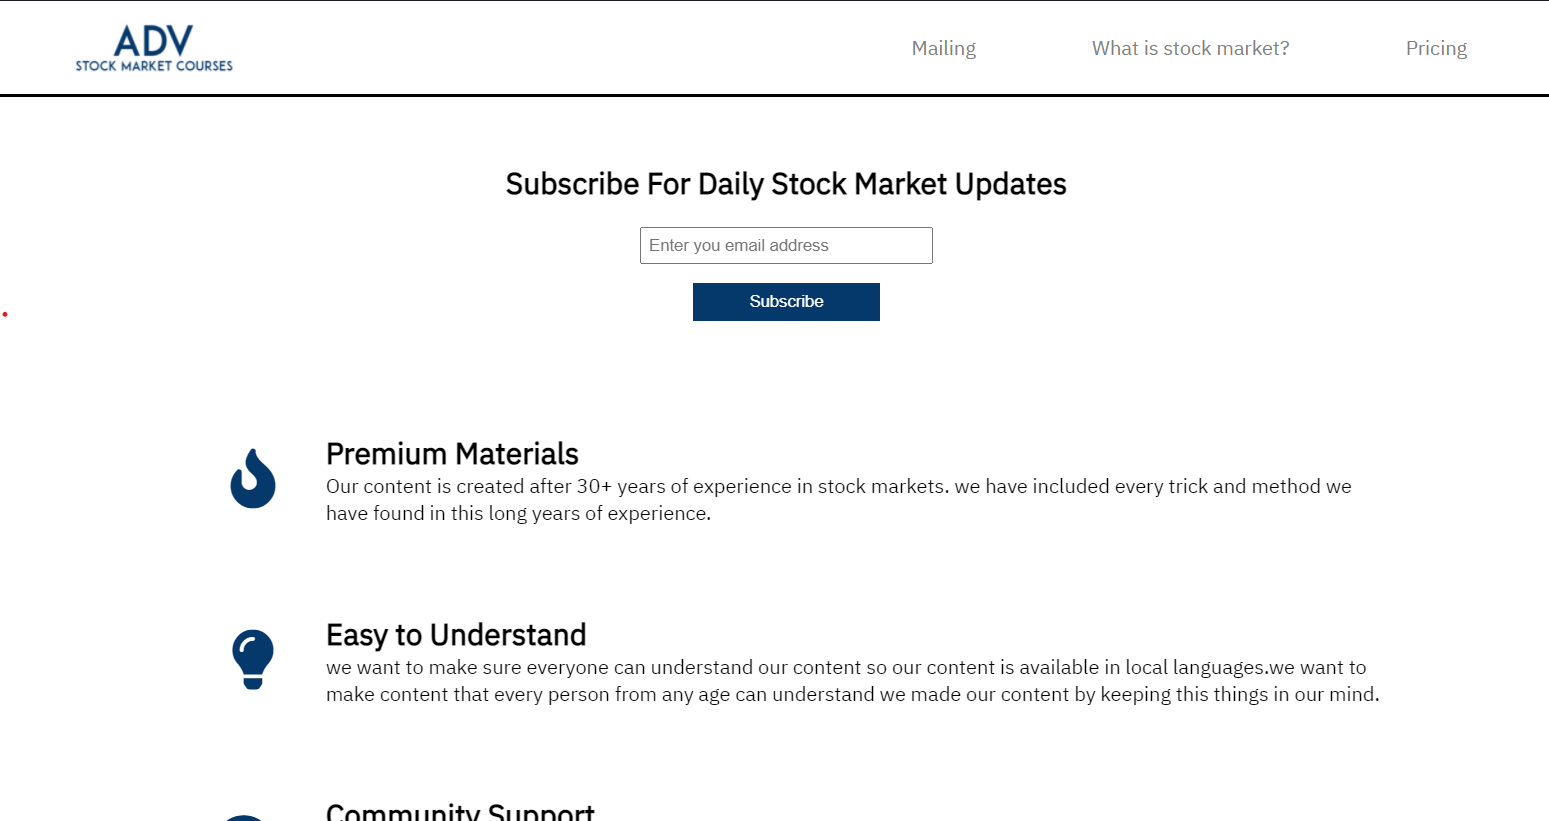 ADV
STOCK MARKET COURSES
Mailing
What is stock market?
Pricing
Subscribe For Daily Stock Market Updates
Enter you email address
Subscribe
Premium Materials
Our content is created after 30+ years of experience in stock markets. we have included every trick and method we
have found in this long years of experience.
Easy to Understand
we want to make sure everyone can understand our content so our content is available in local languages.we want to
make content that every person from any age can understand we made our content by keeping this things in our mind.
Community Support